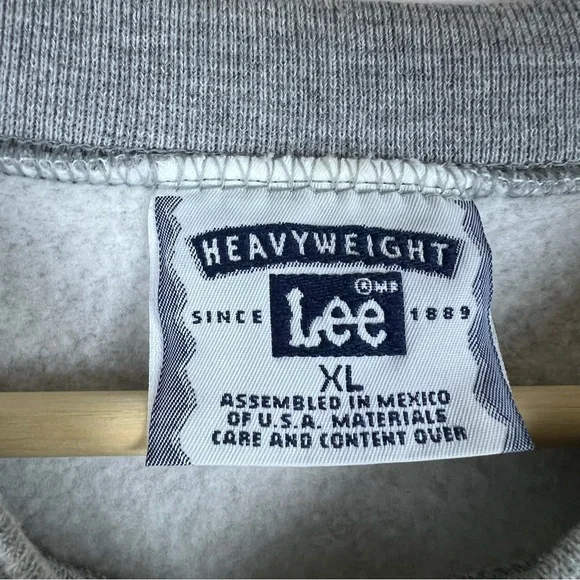 HEAVYWEIGHT
SINCE Lee ®MR 1889
XL
ASSEMBLED IN MEXICO
OF U.S.A. MATERIALS
CARE AND CONTENT OVER